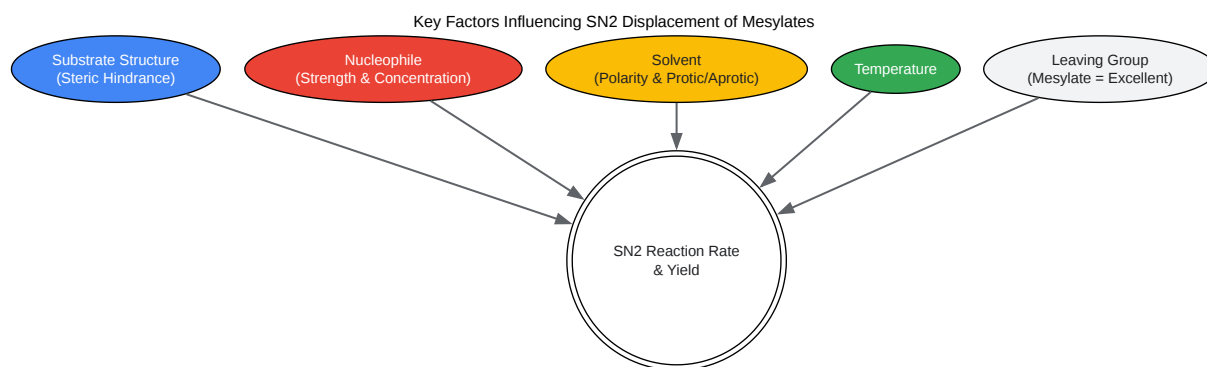 Key Factors Influencing SN2 Displacement of Mesylates
Substrate Structure
(Steric Hindrance)
Nucleophile
(Strength & Concentration)
Solvent
(Polarity & Protic/Aprotic)
Temperature
Leaving Group
(Mesylate = Excellent)
SN2 Reaction Rate
& Yield